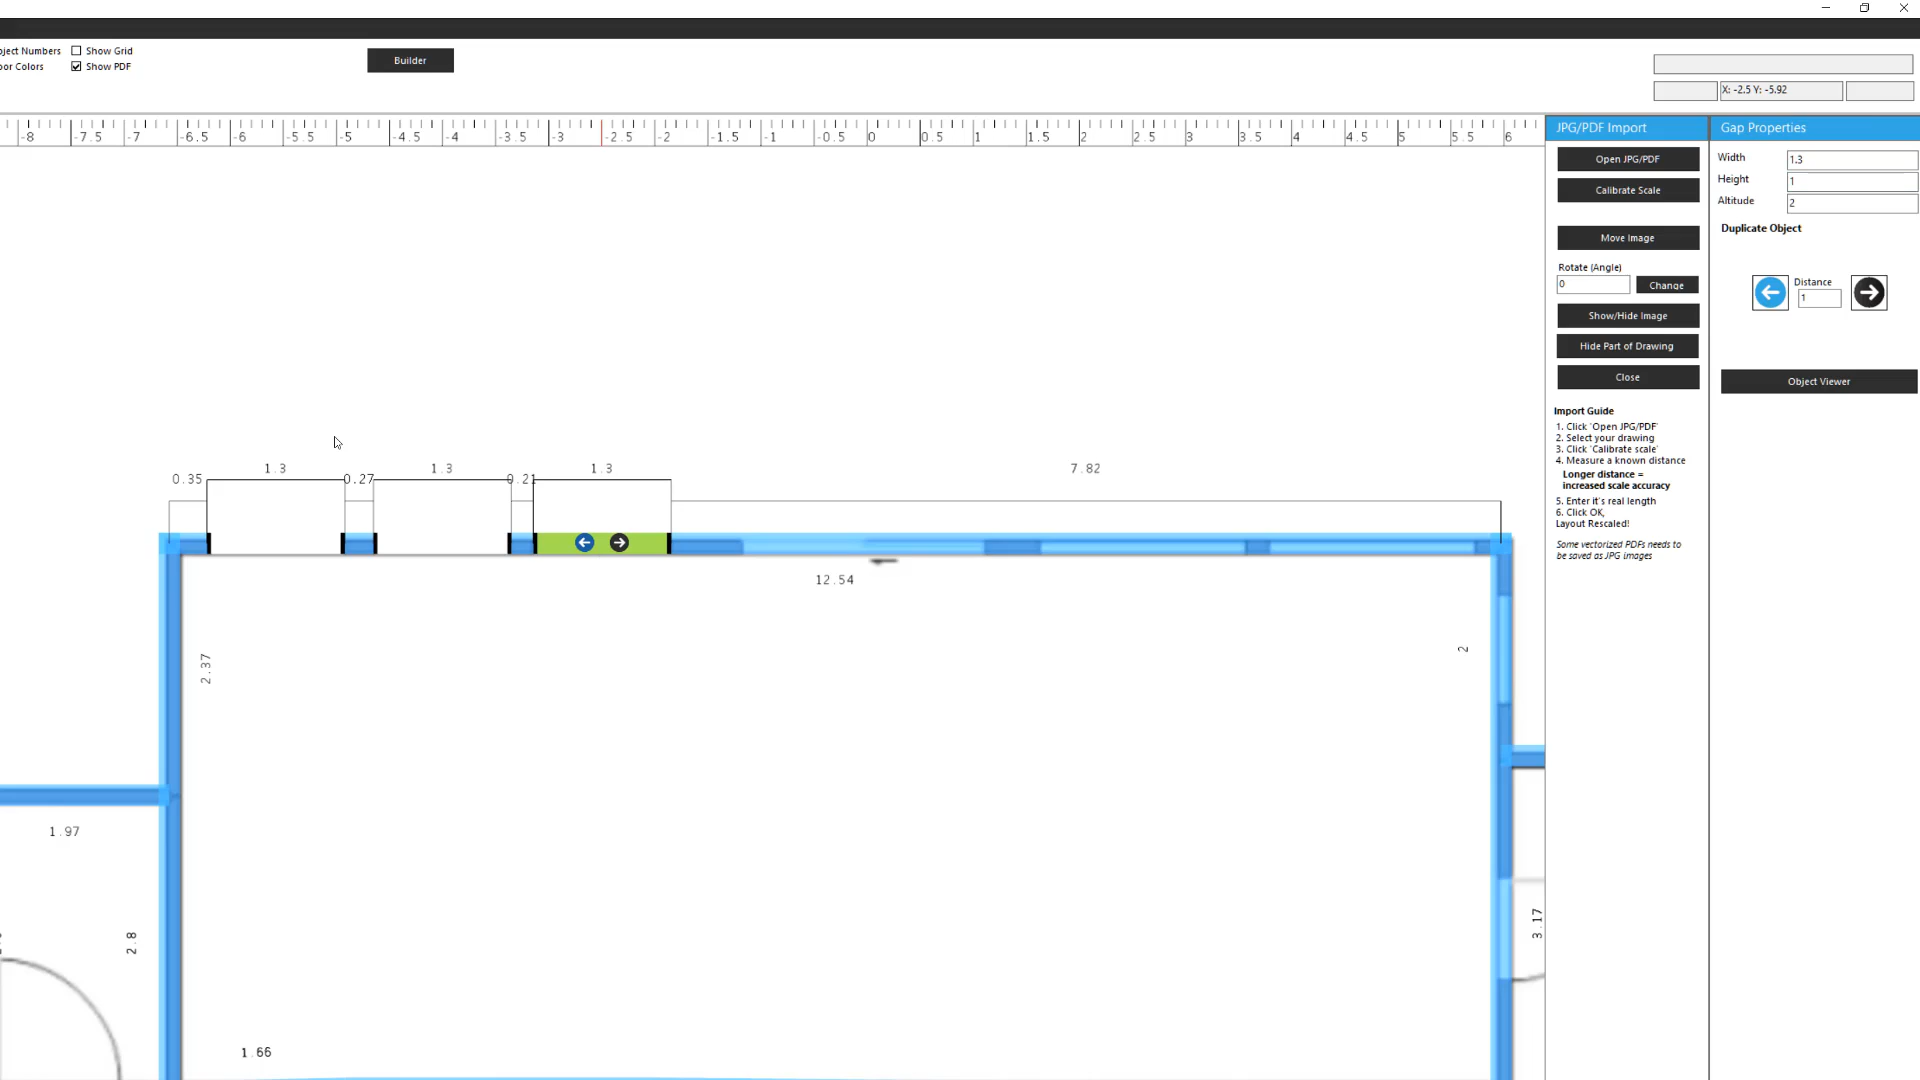 ject Numbers
Show Grid
oor Colors
Show PDF
Builder
X: -2.5 Y: -5.92
-8 -7.5 -7 -6.5 -6 -5.5 -5 -4.5 -4 -3.5 -3 -2.5 -2 -1.5 -1 -0.5 0 0.5 1 1.5 2 2.5 3 3.5 4 4.5 5 5.5 6
JPG/PDF Import
Open JPG/PDF
Calibrate Scale
Move Image
Rotate (Angle)
0
Change
Show/Hide Image
Hide Part of Drawing
Close
Import Guide
1. Click 'Open JPG/PDF'
2. Select your drawing
3. Click 'Calibrate scale'
4. Measure a known distance
Longer distance =
increased scale accuracy
5. Enter it's real length
6. Click OK,
Layout Rescaled!
Some vectorized PDFs needs to
be saved as JPG images
Gap Properties
Width
1.3
Height
1
Altitude
2
Duplicate Object
Distance
1
Object Viewer
1.3
1.3
1.3
7.82
0.35
0.27
0.21
12.54
2.37
2
1.97
2.8
3.17
1.66